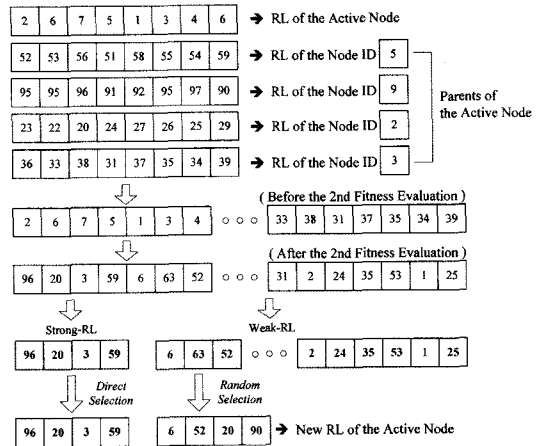 2 6 7 5 1 3 4 6 → RL of the Active Node
52 53 56 51 58 55 54 59 → RL of the Node ID 5
95 95 96 91 92 95 97 90 → RL of the Node ID 9
Parents of
the Active Node
23 22 20 24 27 26 25 29 → RL of the Node ID 2
36 33 38 31 37 35 34 39 → RL of the Node ID 3
( Before the 2nd Fitness Evaluation )
2 6 7 5 1 3 4 ○ ○ ○ 33 38 31 37 35 34 39
( After the 2nd Fitness Evaluation )
96 20 3 59 6 63 52 ○ ○ ○ 31 2 24 35 53 1 25
Strong-RL Weak-RL
96 20 3 59 6 63 52 ○ ○ ○ 2 24 35 53 1 25
Direct Random
Selection Selection
96 20 3 59 6 52 20 90 → New RL of the Active Node